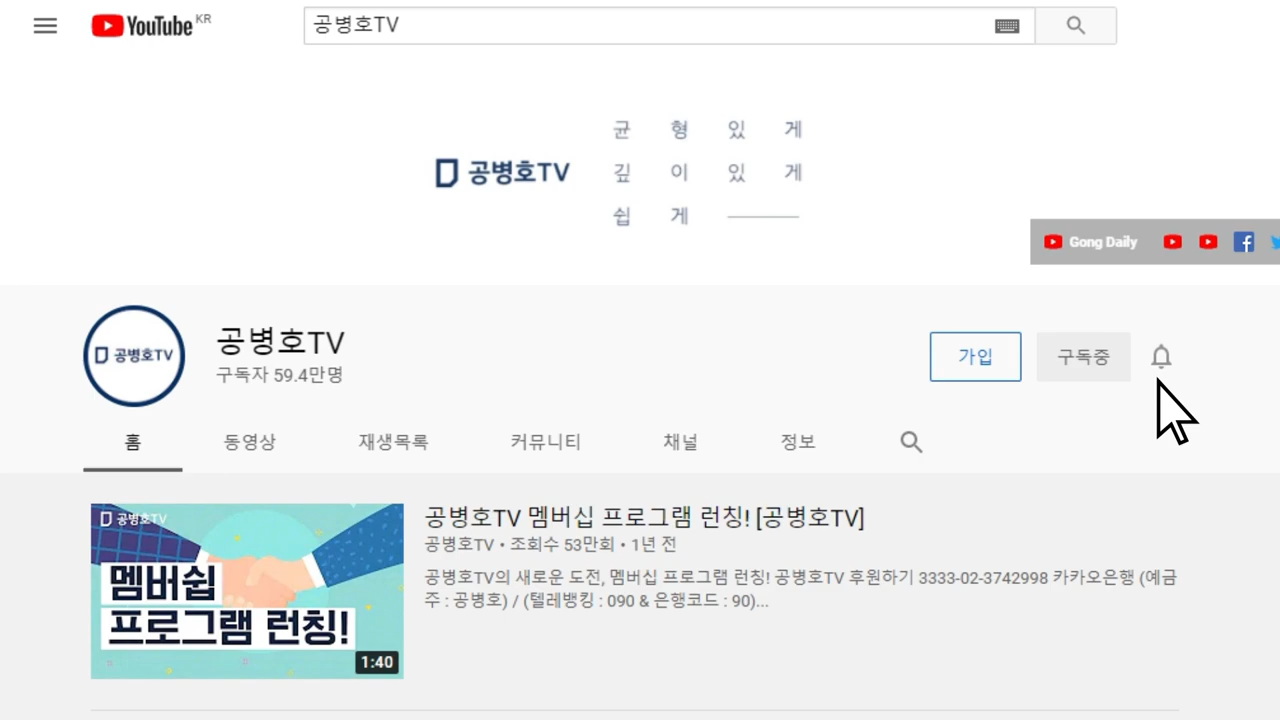 YouTube KR
공병호TV
균 형 있 게
공병호TV
깊 이 있 게
쉽 게
Gong Daily
공병호TV
공병호TV
구독자 59.4만명
가입
구독중
홈
동영상
재생목록
커뮤니티
채널
정보
공병호TV
멤버쉽
프로그램 런칭!
1:40
공병호TV 멤버십 프로그램 런칭! [공병호TV]
공병호TV • 조회수 53만회 • 1년 전
공병호TV의 새로운 도전, 멤버십 프로그램 런칭! 공병호TV 후원하기 3333-02-3742998 카카오은행 (예금
주 : 공병호) / (텔레뱅킹 : 090 & 은행코드 : 90)...